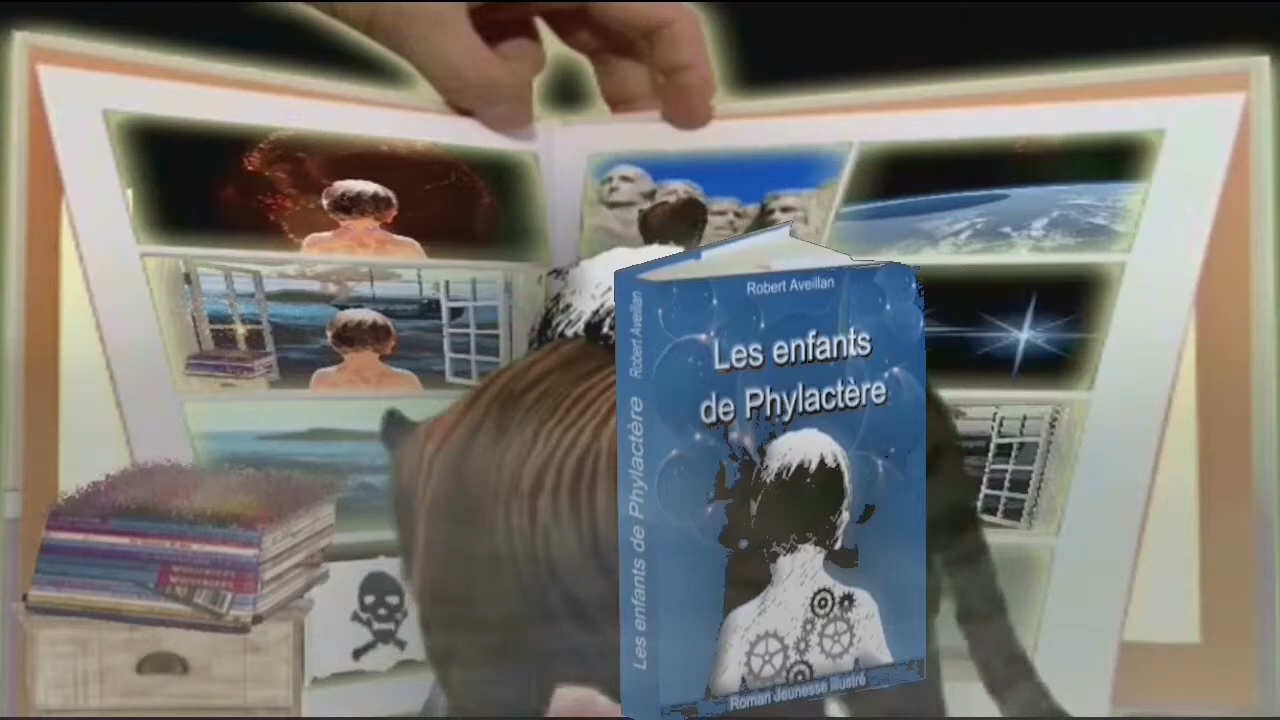 Robert Aveillan
Les enfants
de Phylactère
Roman Jeunesse Illustré
Les enfants de Phylactère Robert Aveillan